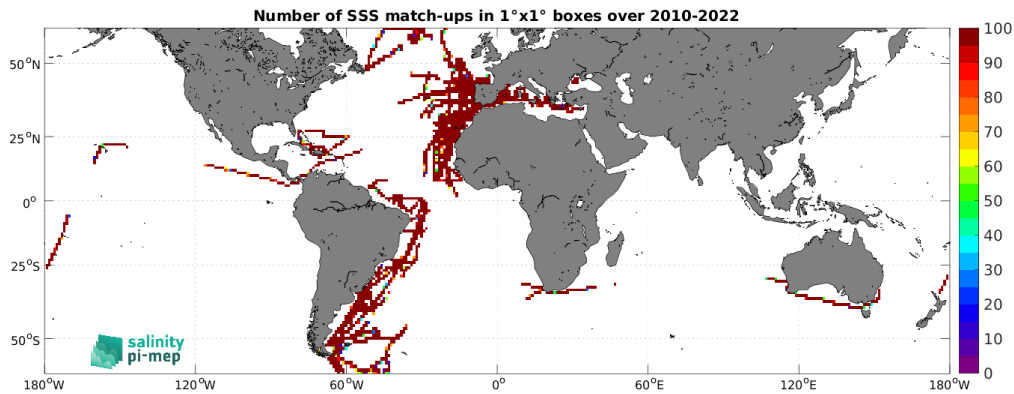 Number of SSS match-ups in 1°x1° boxes over 2010-2022
100
90
80
70
60
50
40
30
20
10
0
50°N
25°N
0°
25°S
50°S
salinity
pi-mep
180°W 120°W 60°W 0° 60°E 120°E 180°W